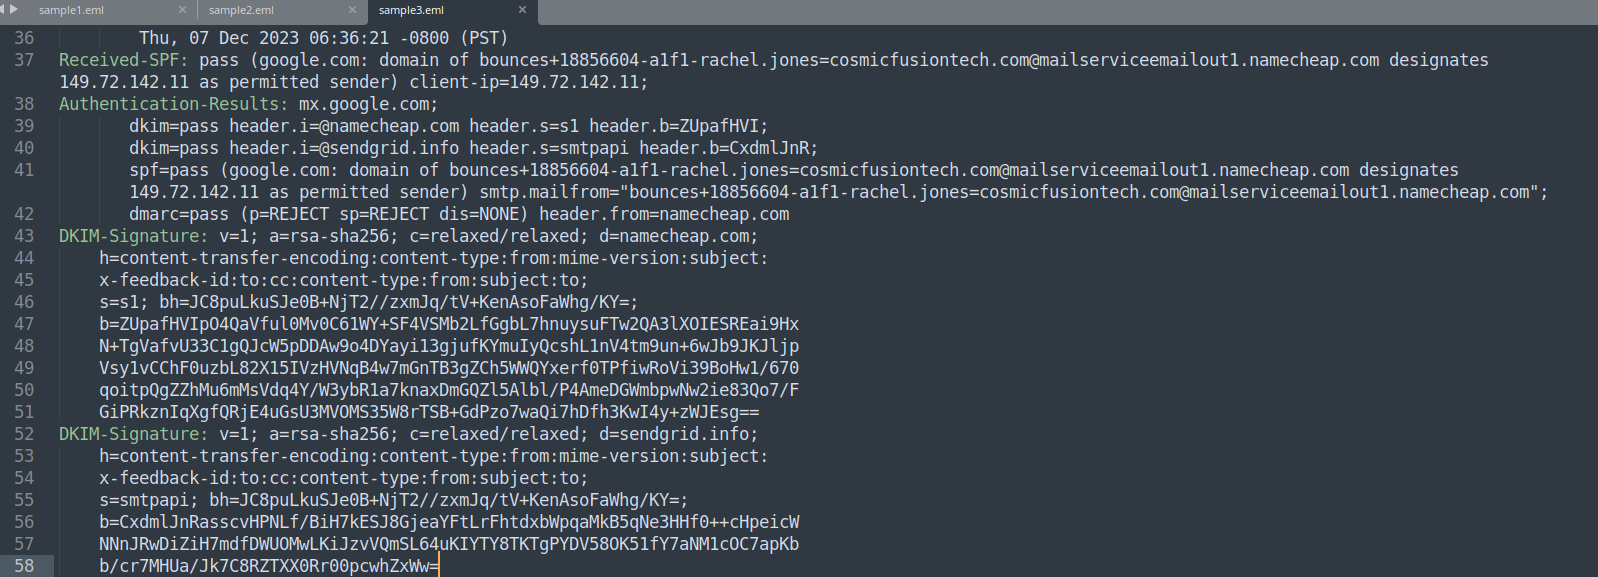 sample1.eml × sample2.eml × sample3.eml ×
36 Thu, 07 Dec 2023 06:36:21 -0800 (PST)
37 Received-SPF: pass (google.com: domain of bounces+18856604-a1f1-rachel.jones=cosmicfusiontech.com@mailserviceemailout1.namecheap.com designates
149.72.142.11 as permitted sender) client-ip=149.72.142.11;
38 Authentication-Results: mx.google.com;
39 dkim=pass header.i=@namecheap.com header.s=s1 header.b=ZUpafHVI;
40 dkim=pass header.i=@sendgrid.info header.s=smtpapi header.b=CxdmlJnR;
41 spf=pass (google.com: domain of bounces+18856604-a1f1-rachel.jones=cosmicfusiontech.com@mailserviceemailout1.namecheap.com designates
149.72.142.11 as permitted sender) smtp.mailfrom="bounces+18856604-a1f1-rachel.jones=cosmicfusiontech.com@mailserviceemailout1.namecheap.com";
42 dmarc=pass (p=REJECT sp=REJECT dis=NONE) header.from=namecheap.com
43 DKIM-Signature: v=1; a=rsa-sha256; c=relaxed/relaxed; d=namecheap.com;
44 h=content-transfer-encoding:content-type:from:mime-version:subject:
45 x-feedback-id:to:cc:content-type:from:subject:to;
46 s=s1; bh=JC8puLkuSJe0B+NjT2//zxmJq/tV+KenAsoFaWhg/KY=;
47 b=ZUpafHVIpO4QaVful0Mv0C61WY+SF4VSMb2LfGgbL7hnuysuFTw2QA3lXOIESREai9Hx
48 N+TgVafvU33C1gQJcW5pDDAw9o4DYayi13gjufKYmuIyQcshL1nV4tm9un+6wJb9JKJljp
49 Vsy1vCChF0uzbL82X15IVzHVNqB4w7mGnTB3gZCh5WWQYxerf0TPfiwRoVi39BoHw1/670
50 qoitpQgZZhMu6mMsVdq4Y/W3ybR1a7knaxDmGQZl5Albl/P4AmeDGWmbpwNw2ie83Qo7/F
51 GiPRkznIqXgfQRjE4uGsU3MVOMS35W8rTSB+GdPzo7waQi7hDfh3KwI4y+zWJEsg==
52 DKIM-Signature: v=1; a=rsa-sha256; c=relaxed/relaxed; d=sendgrid.info;
53 h=content-transfer-encoding:content-type:from:mime-version:subject:
54 x-feedback-id:to:cc:content-type:from:subject:to;
55 s=smtpapi; bh=JC8puLkuSJe0B+NjT2//zxmJq/tV+KenAsoFaWhg/KY=;
56 b=CxdmlJnRasscvHPNLf/BiH7kESJ8GjeaYFtLrFhtdxbWpqaMkB5qNe3HHf0++cHpeicW
57 NNnJRwDiZiH7mdfDWUOMwLKiJzvVQmSL64uKIYTY8TKTgPYDV58OK51fY7aNM1cOC7apKb
58 b/cr7MHUa/Jk7C8RZTXX0Rr00pcwhZxWw=